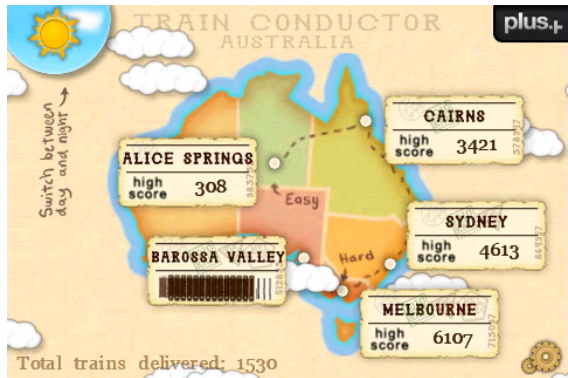 TRAIN CONDUCTOR
AUSTRALIA
plus.+
Switch between
day and night
CAIRNS
high
score 3421
378317
ALICE SPRINGS
high
score 308
Easy
SYDNEY
high
score 4613
BAROSSA VALLEY
Hard
MELBOURNE
high
score 6107
Total trains delivered: 1530